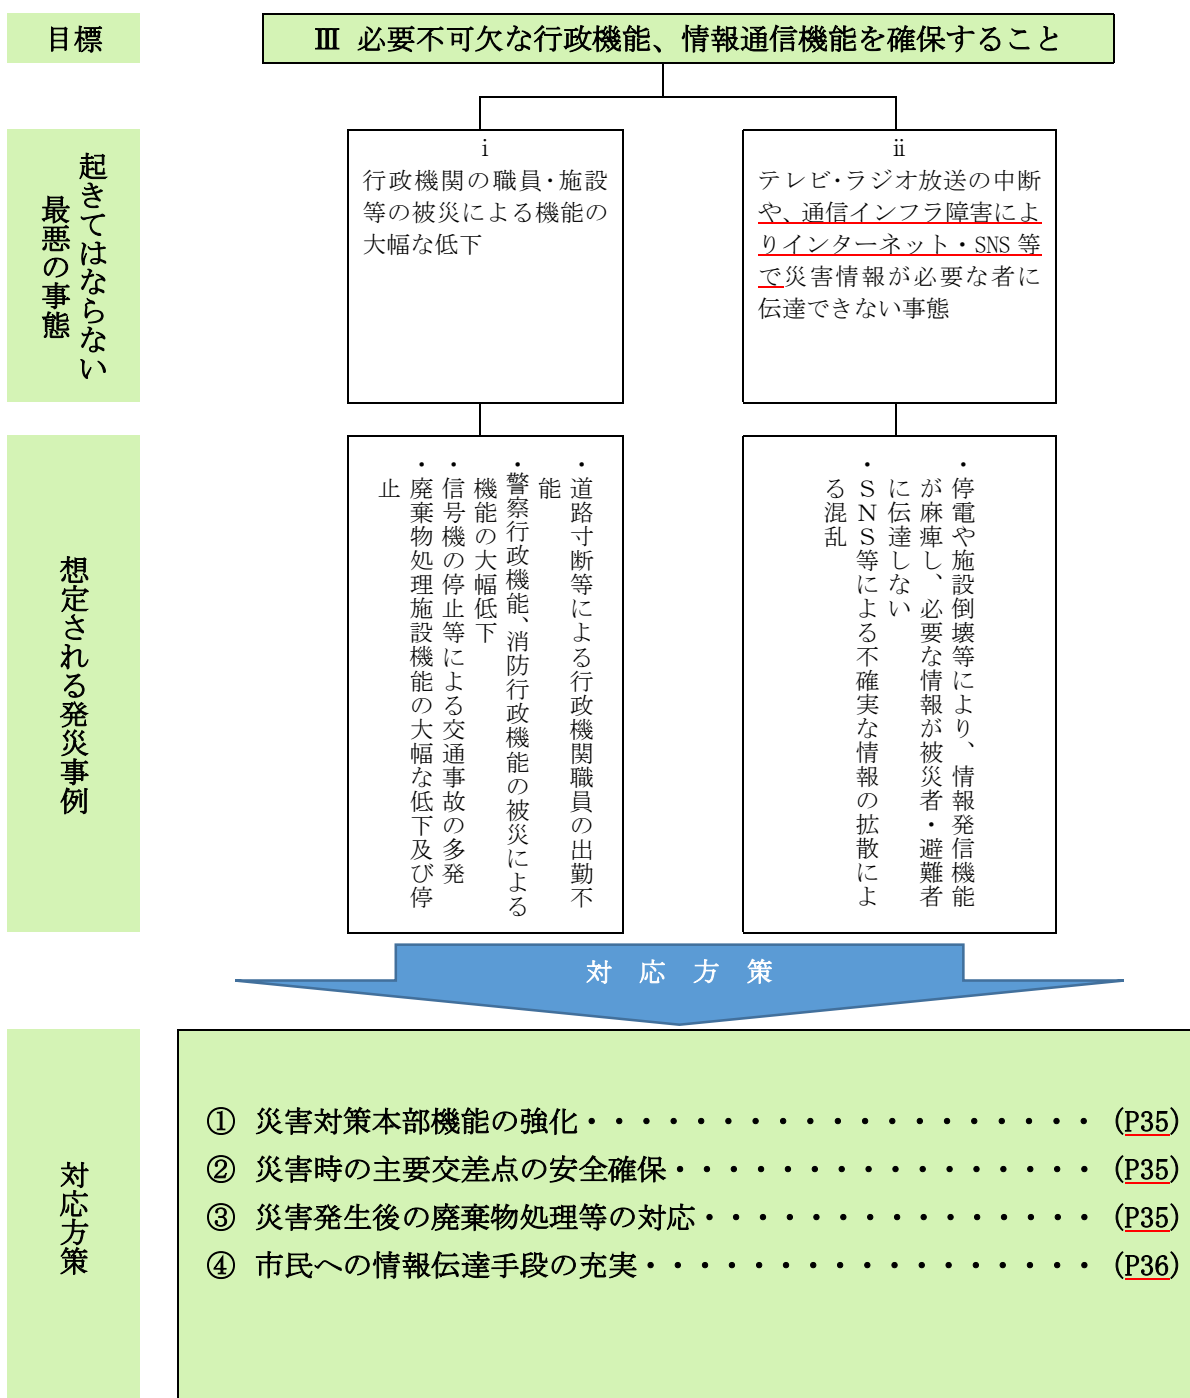 目標
Ⅲ 必要不可欠な行政機能、情報通信機能を確保すること
起きてはならない
最悪の事態
ⅰ
行政機関の職員・施設
等の被災による機能の
大幅な低下
ⅱ
テレビ・ラジオ放送の中断
や、通信インフラ障害によ
りインターネット・SNS 等
で災害情報が必要な者に
伝達できない事態
想定される発災事例
・道路寸断等による行政機関職員の出勤不
能
・警察行政機能、消防行政機能の被災による
機能の大幅低下
・信号機の停止等による交通事故の多発
・廃棄物処理施設機能の大幅な低下及び停
止
・停電や施設倒壊等により、情報発信機能
が麻痺し、必要な情報が被災者・避難者
に伝達しない
・ＳＮＳ等による不確実な情報の拡散によ
る混乱
対 応 方 策
対応方策
① 災害対策本部機能の強化・・・・・・・・・・・・・・・・・・・ (P35)
② 災害時の主要交差点の安全確保・・・・・・・・・・・・・・・・ (P35)
③ 災害発生後の廃棄物処理等の対応・・・・・・・・・・・・・・・ (P35)
④ 市民への情報伝達手段の充実・・・・・・・・・・・・・・・・・ (P36)